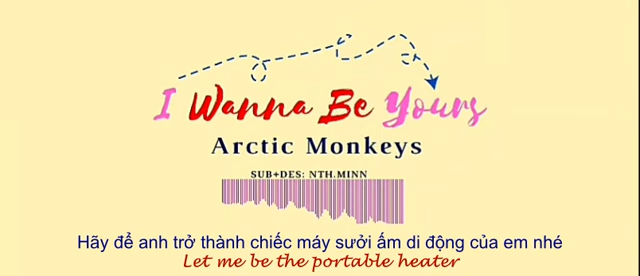 I Wanna Be Yours
Arctic Monkeys
SUB+DES: NTH.MINN
Hãy để anh trở thành chiếc máy sưởi ấm di động của em nhé
Let me be the portable heater